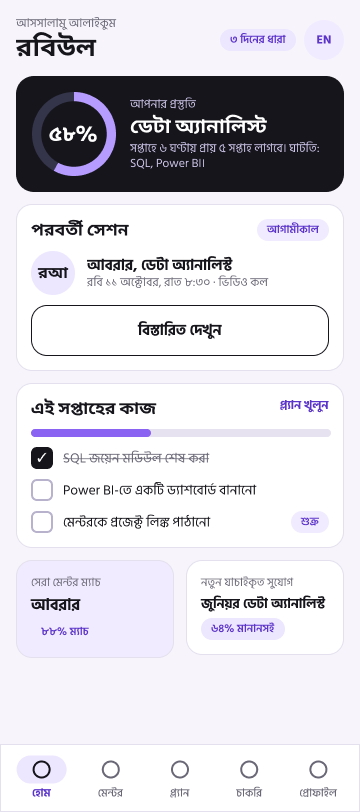 আসসালামু আলাইকুম
রবিউল
৩ দিনের ধারা
EN
৫৮%
আপনার প্রস্তুতি
ডেটা অ্যানালিস্ট
সপ্তাহে ৬ ঘণ্টায় প্রায় ৫ সপ্তাহ লাগবে। ঘাটতি:
SQL, Power BI।
পরবর্তী সেশন
আগামীকাল
রআ
আবরার, ডেটা অ্যানালিস্ট
রবি ১১ অক্টোবর, রাত ৮:৩০ · ভিডিও কল
বিস্তারিত দেখুন
এই সপ্তাহের কাজ
প্ল্যান খুলুন
SQL জয়েন মডিউল শেষ করা
Power BI-তে একটি ড্যাশবোর্ড বানানো
মেন্টরকে প্রজেক্ট লিঙ্ক পাঠানো
শুক্র
সেরা মেন্টর ম্যাচ
আবরার
৮৮% ম্যাচ
নতুন যাচাইকৃত সুযোগ
জুনিয়র ডেটা অ্যানালিস্ট
৬৪% মানানসই
হোম
মেন্টর
প্ল্যান
চাকরি
প্রোফাইল